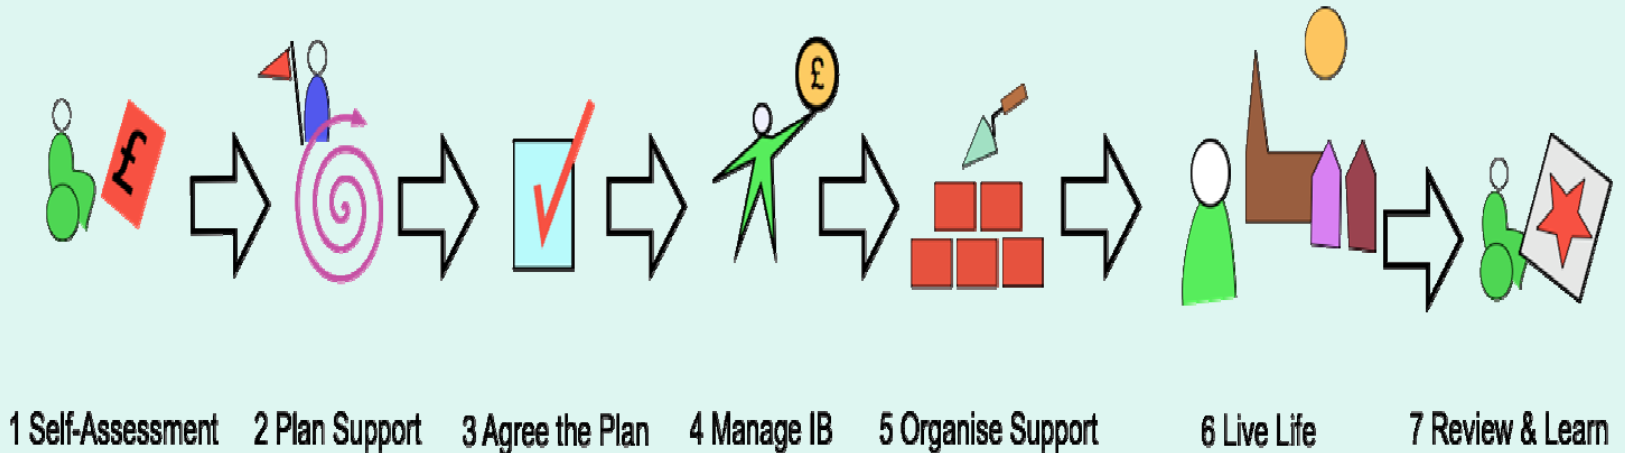 £
£
1 Self-Assessment
2 Plan Support
3 Agree the Plan
4 Manage IB
5 Organise Support
6 Live Life
7 Review & Learn